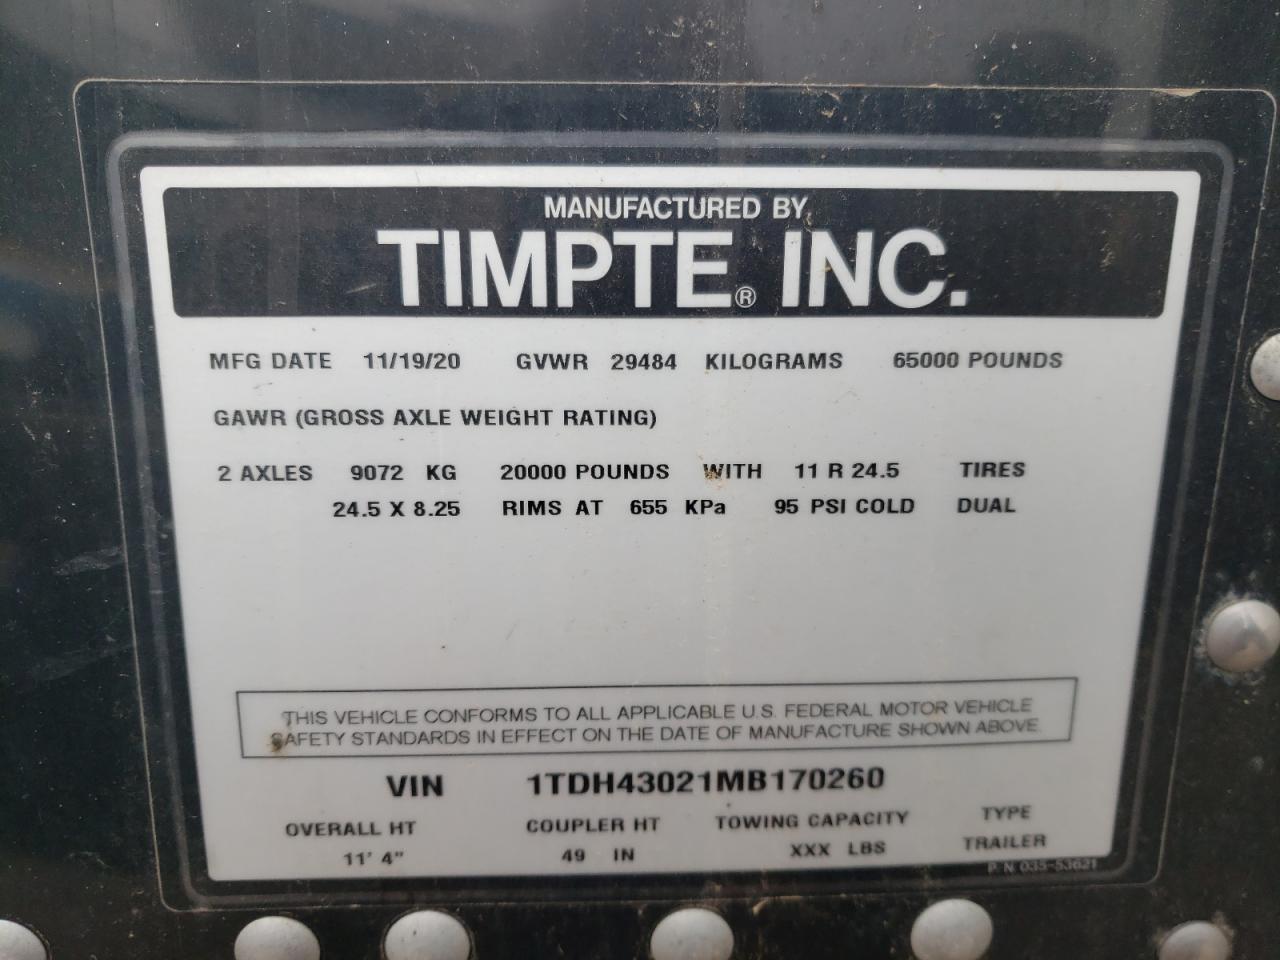 MANUFACTURED BY
TIMPTE® INC.
MFG DATE 11/19/20 GVWR 29484 KILOGRAMS 65000 POUNDS
GAWR (GROSS AXLE WEIGHT RATING)
2 AXLES 9072 KG 20000 POUNDS WITH 11 R 24.5 TIRES
24.5 X 8.25 RIMS AT 655 KPa 95 PSI COLD DUAL
THIS VEHICLE CONFORMS TO ALL APPLICABLE U.S. FEDERAL MOTOR VEHICLE
SAFETY STANDARDS IN EFFECT ON THE DATE OF MANUFACTURE SHOWN ABOVE.
VIN 1TDH43021MB170260
OVERALL HT COUPLER HT TOWING CAPACITY TYPE
11' 4" 49 IN XXX LBS TRAILER
P. N. 035-53621